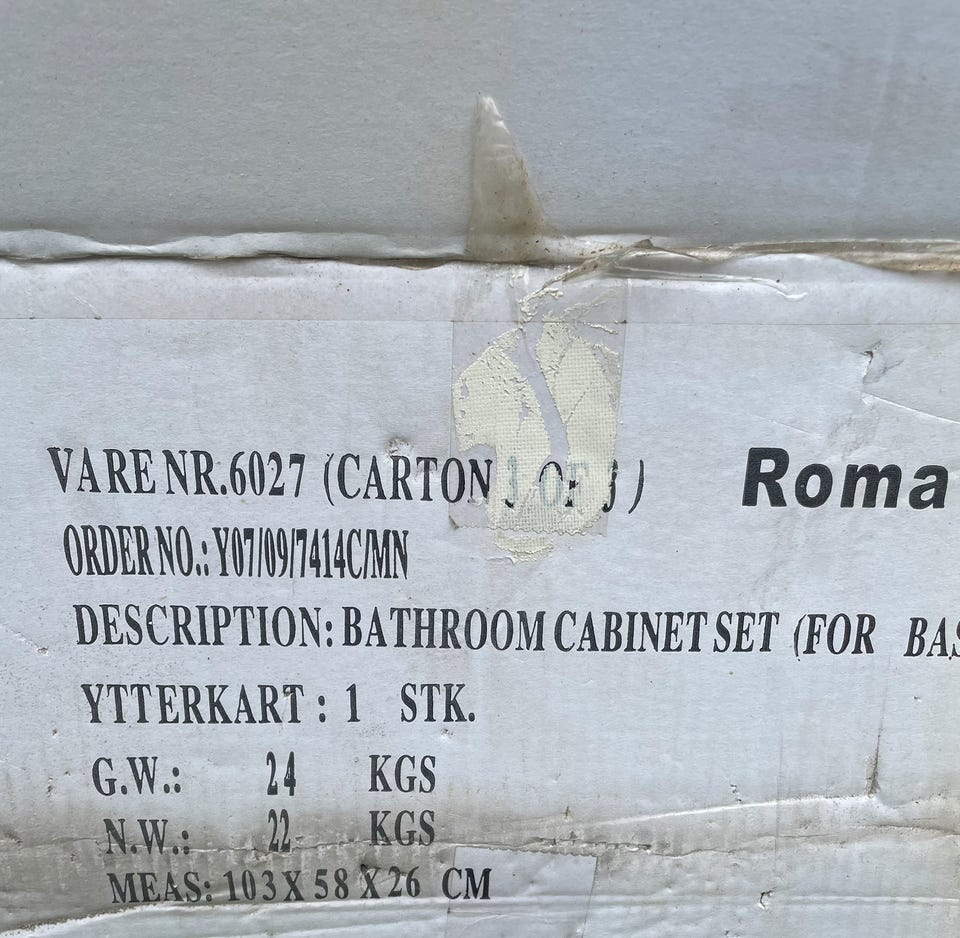 VARE NR.6027 (CARTON 1 OF 3) Roma
ORDER NO.: Y07/09/7414C/MN
DESCRIPTION: BATHROOM CABINET SET (FOR BAS
YTTERKART : 1 STK.
G.W.: 24 KGS
N.W.: 22 KGS
MEAS: 103 X 58 X 26 CM